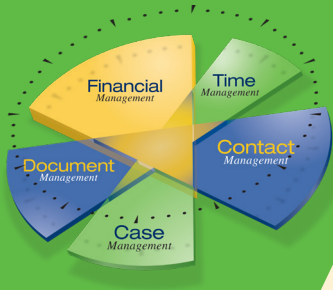 Financial
Management
Time
Management
Contact
Management
Document
Management
Case
Management